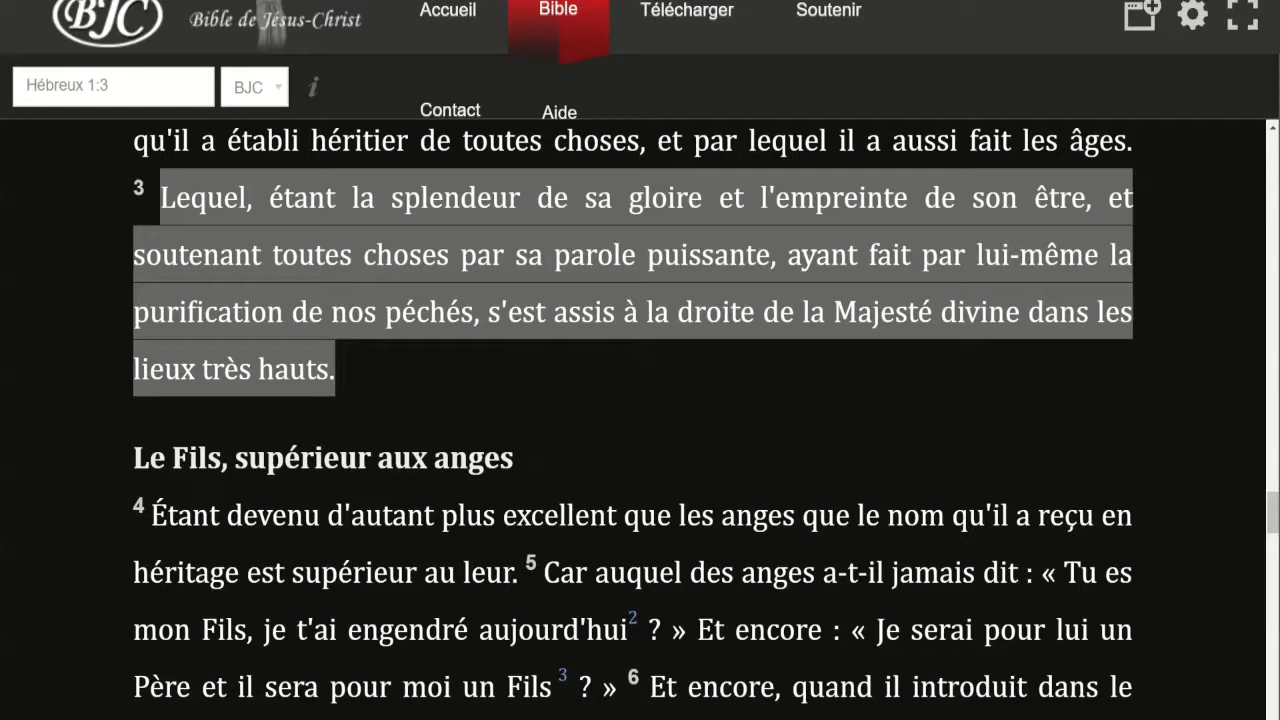 BJC Bible de Jésus-Christ Accueil Bible Télécharger Soutenir
Hébreux 1:3 BJC i
Contact Aide
qu'il a établi héritier de toutes choses, et par lequel il a aussi fait les âges.
3 Lequel, étant la splendeur de sa gloire et l'empreinte de son être, et
soutenant toutes choses par sa parole puissante, ayant fait par lui-même la
purification de nos péchés, s'est assis à la droite de la Majesté divine dans les
lieux très hauts.
Le Fils, supérieur aux anges
4 Étant devenu d'autant plus excellent que les anges que le nom qu'il a reçu en
héritage est supérieur au leur. 5 Car auquel des anges a-t-il jamais dit : « Tu es
mon Fils, je t'ai engendré aujourd'hui2 ? » Et encore : « Je serai pour lui un
Père et il sera pour moi un Fils 3 ? » 6 Et encore, quand il introduit dans le